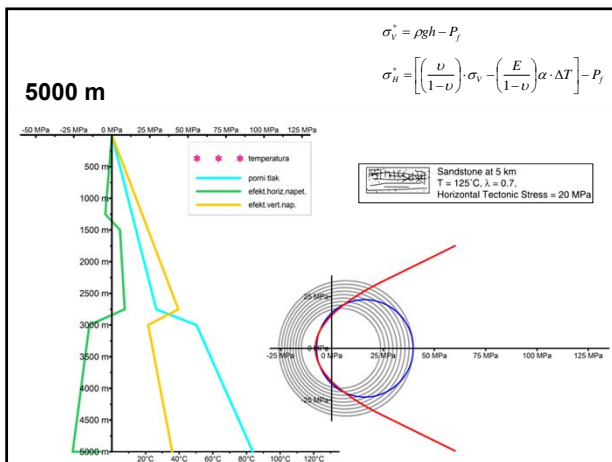 σ*V = ρgh − Pf
σ*H = [(υ/1−υ)·σV − (E/1−υ)α·ΔT] − Pf
5000 m
-50 MPa -25 MPa 0 MPa 25 MPa 50 MPa 75 MPa 100 MPa 125 MPa
500 m
1000 m
1500 m
2000 m
2500 m
3000 m
3500 m
4000 m
4500 m
5000 m
20°C 40°C 60°C 80°C 100°C 120°C
temperatura
porni tlak
efekt.horiz.napet.
efekt.vert.nap.
Sandstone at 5 km
T = 125°C, λ = 0.7,
Horizontal Tectonic Stress = 20 MPa
25 MPa
-25 MPa 0 MPa 0 MPa 25 MPa 50 MPa 75 MPa 100 MPa 125 MPa
-25 MPa